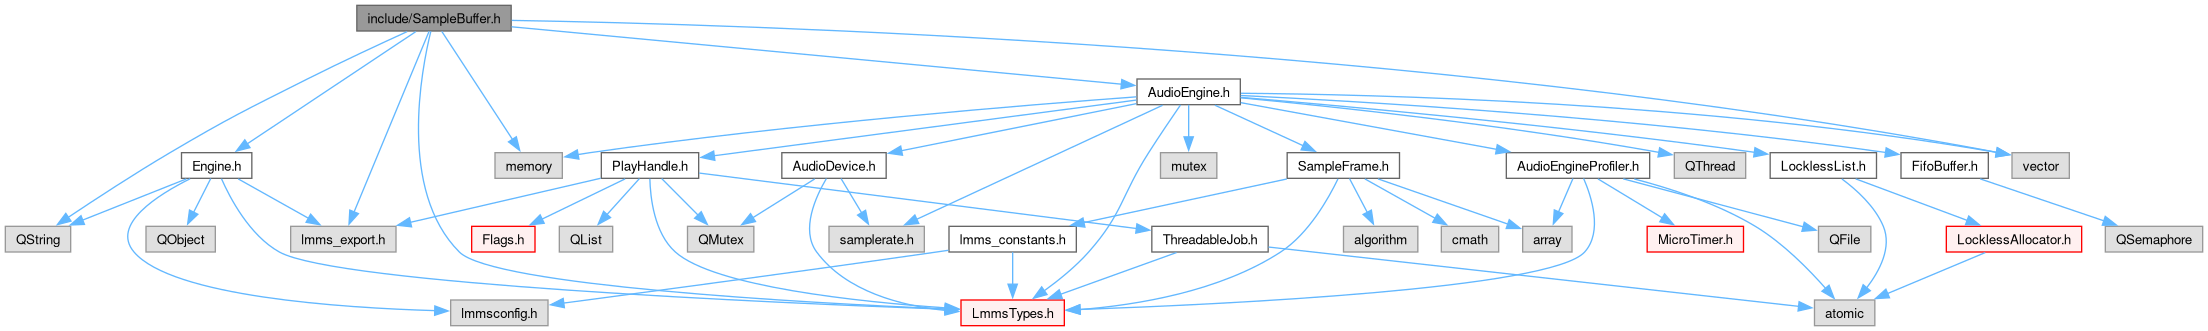 include/SampleBuffer.h
AudioEngine.h
Engine.h
memory
PlayHandle.h
AudioDevice.h
mutex
SampleFrame.h
AudioEngineProfiler.h
QThread
LocklessList.h
FifoBuffer.h
vector
QString
QObject
lmms_export.h
Flags.h
QList
QMutex
samplerate.h
lmms_constants.h
ThreadableJob.h
algorithm
cmath
array
MicroTimer.h
QFile
LocklessAllocator.h
QSemaphore
lmmsconfig.h
LmmsTypes.h
atomic